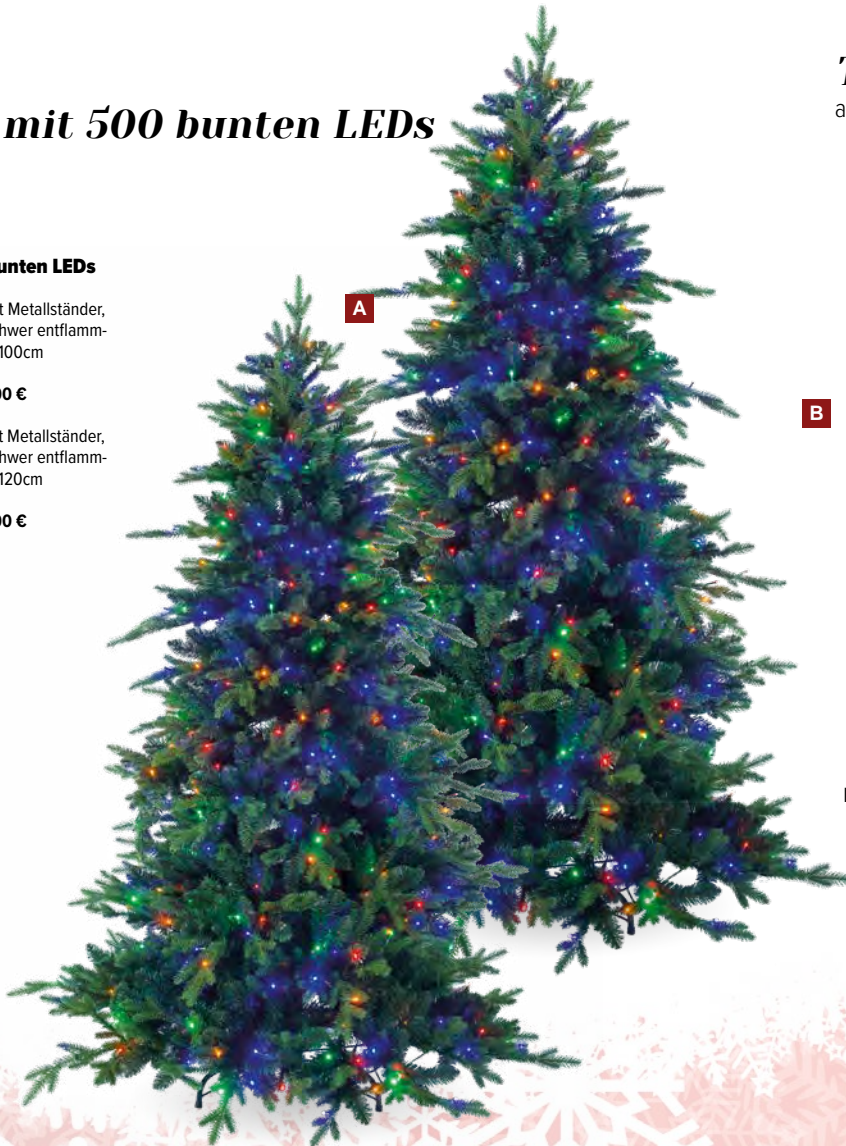 mit 500 bunten LEDs
unten LEDs
t Metallständer,
hwer entflamm-
100cm
00 €
t Metallständer,
hwer entflamm-
120cm
00 €
A
B
T
a